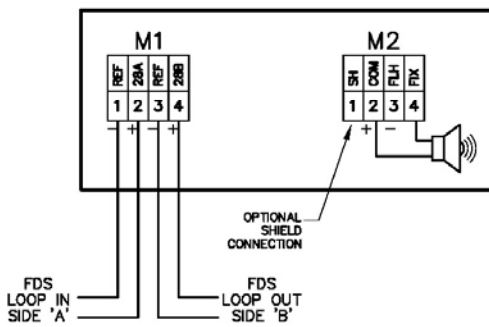 M1
REF 28A REF 28B
1 2 3 4
− + − +
M2
SH COM FLH FIX
1 2 3 4
+ −
OPTIONAL
SHIELD
CONNECTION
FDS
LOOP IN
SIDE 'A'
FDS
LOOP OUT
SIDE 'B'